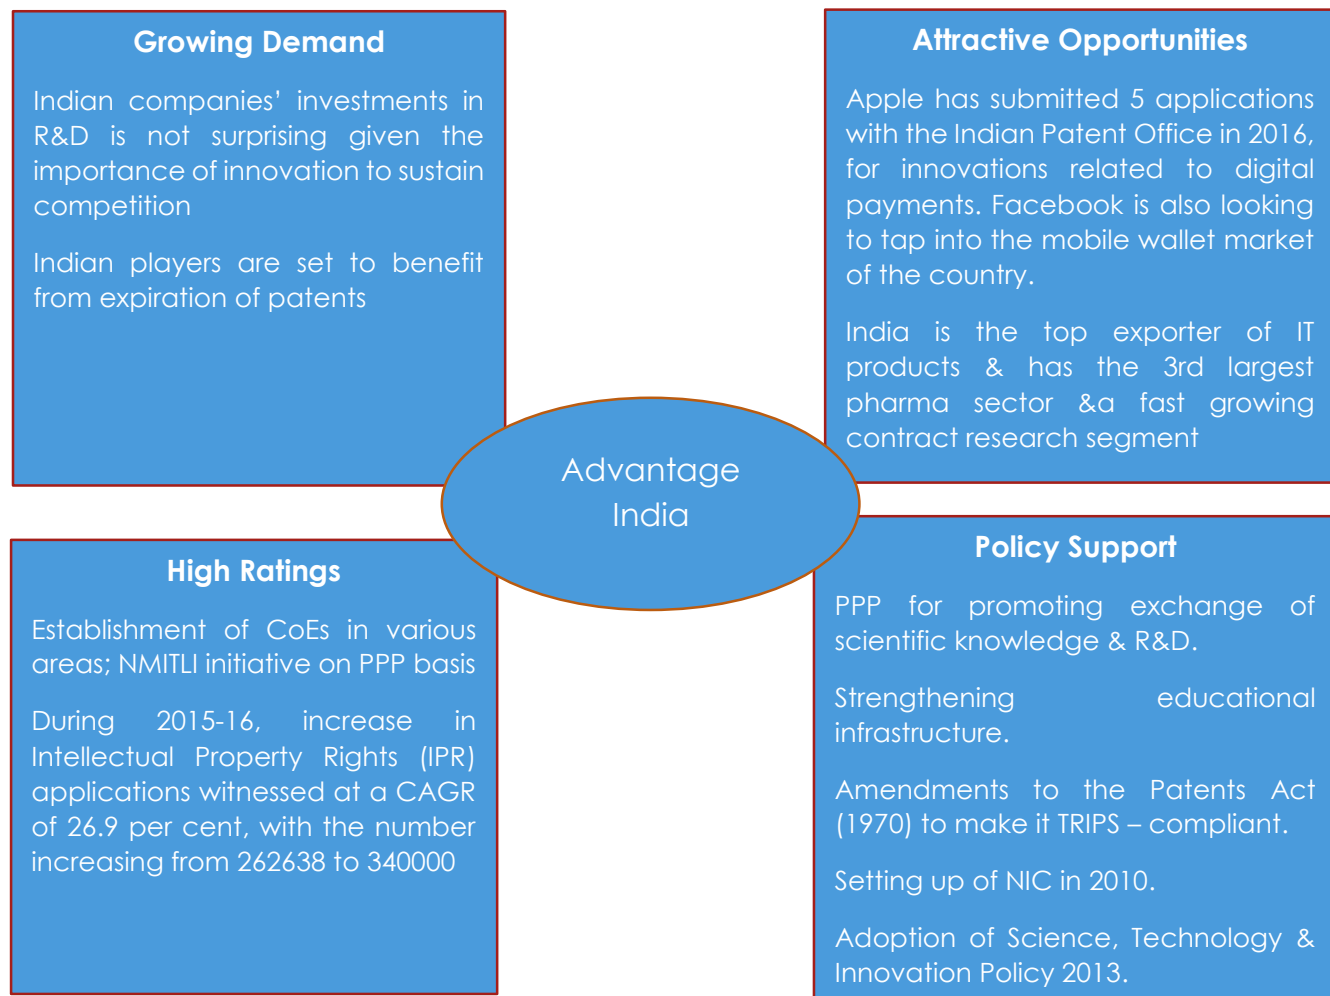 Growing Demand
Indian companies’ investments in
R&D is not surprising given the
importance of innovation to sustain
competition
Indian players are set to benefit
from expiration of patents
Attractive Opportunities
Apple has submitted 5 applications
with the Indian Patent Office in 2016,
for innovations related to digital
payments. Facebook is also looking
to tap into the mobile wallet market
of the country.
India is the top exporter of IT
products & has the 3rd largest
pharma sector &a fast growing
contract research segment
Advantage
India
High Ratings
Establishment of CoEs in various
areas; NMITLI initiative on PPP basis
During 2015-16, increase in
Intellectual Property Rights (IPR)
applications witnessed at a CAGR
of 26.9 per cent, with the number
increasing from 262638 to 340000
Policy Support
PPP for promoting exchange of
scientific knowledge & R&D.
Strengthening educational
infrastructure.
Amendments to the Patents Act
(1970) to make it TRIPS – compliant.
Setting up of NIC in 2010.
Adoption of Science, Technology &
Innovation Policy 2013.